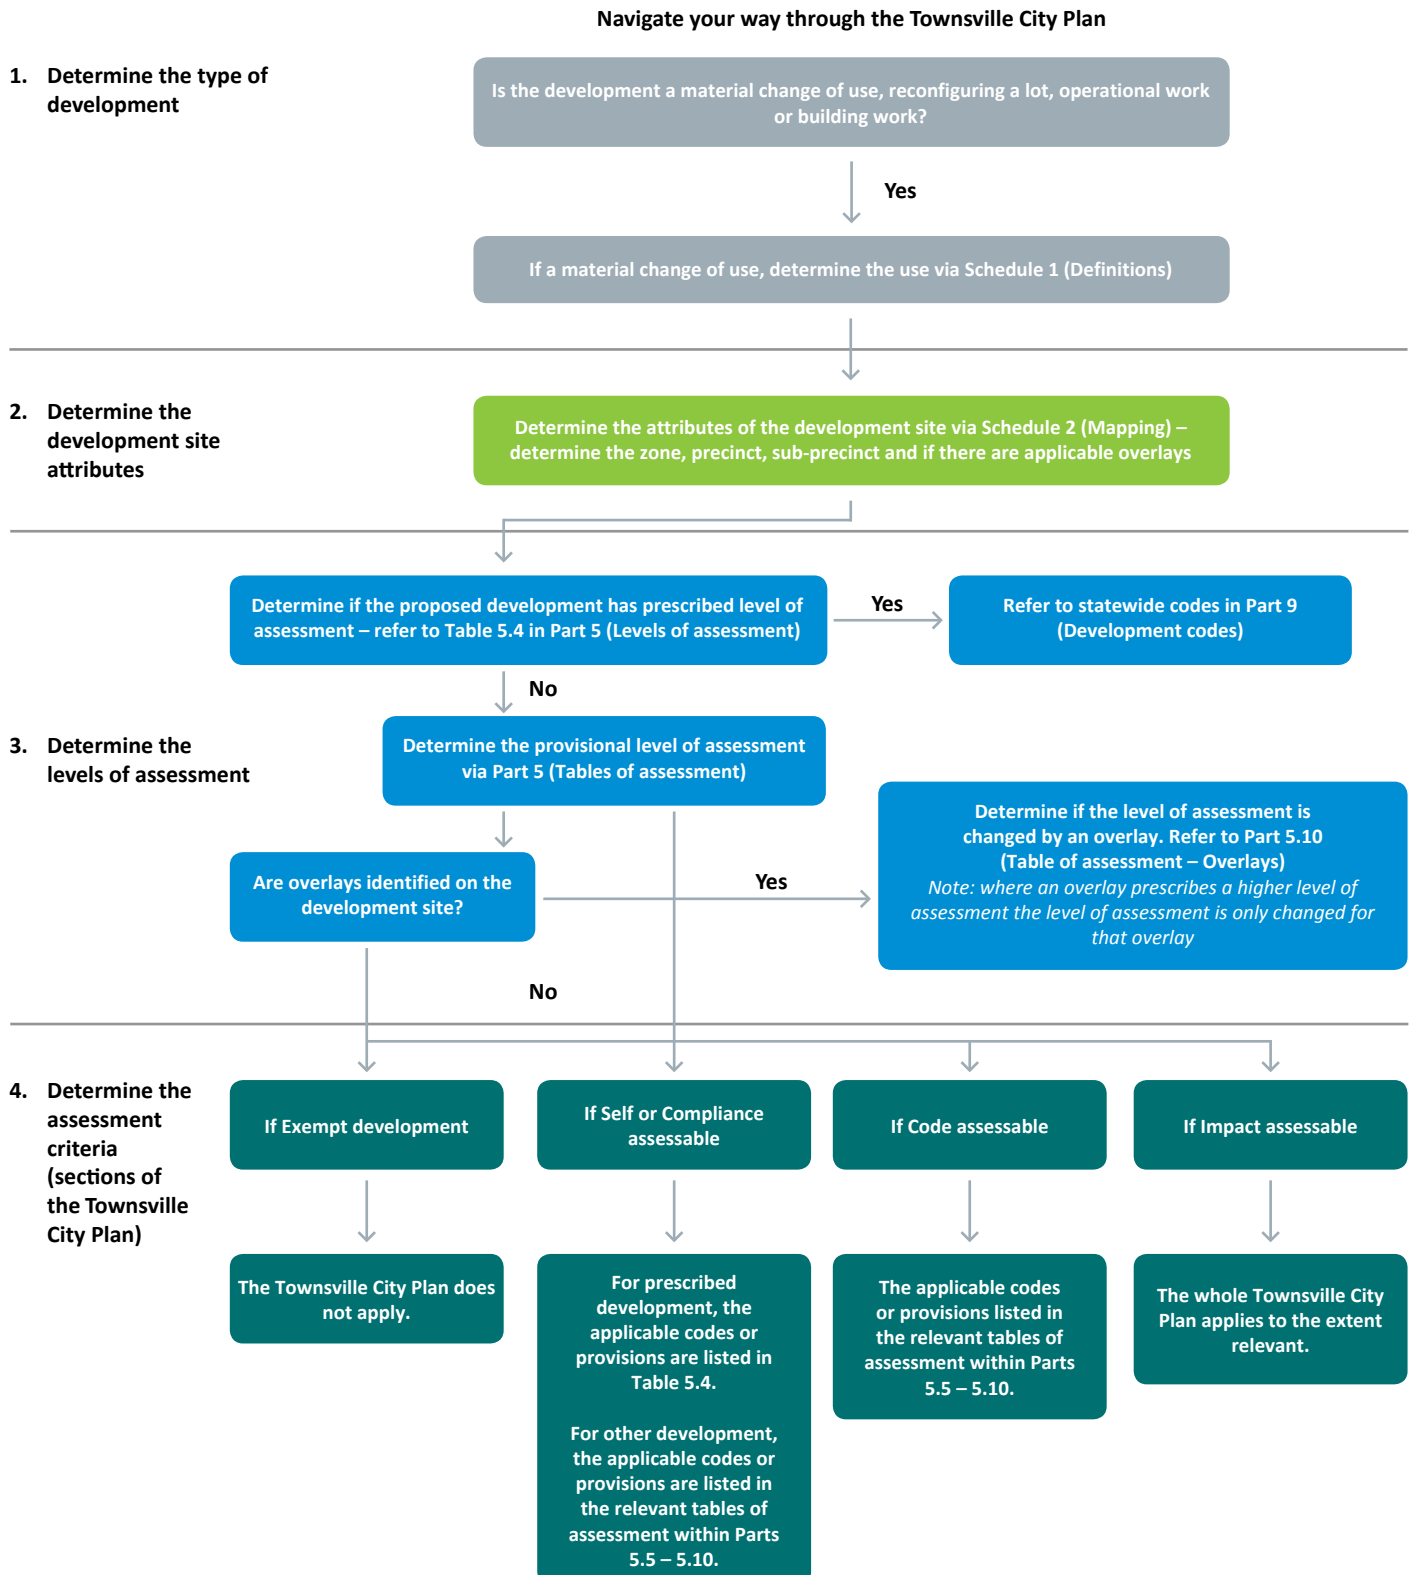 Navigate your way through the Townsville City Plan
1. Determine the type of
development
Is the development a material change of use, reconfiguring a lot, operational work
or building work?
Yes
If a material change of use, determine the use via Schedule 1 (Definitions)
2. Determine the
development site
attributes
Determine the attributes of the development site via Schedule 2 (Mapping) –
determine the zone, precinct, sub-precinct and if there are applicable overlays
Determine if the proposed development has prescribed level of
assessment – refer to Table 5.4 in Part 5 (Levels of assessment)
Yes
Refer to statewide codes in Part 9
(Development codes)
No
3. Determine the
levels of assessment
Determine the provisional level of assessment
via Part 5 (Tables of assessment)
Are overlays identified on the
development site?
Yes
Determine if the level of assessment is
changed by an overlay. Refer to Part 5.10
(Table of assessment – Overlays)
Note: where an overlay prescribes a higher level of
assessment the level of assessment is only changed for
that overlay
No
4. Determine the
assessment
criteria
(sections of
the Townsville
City Plan)
If Exempt development
If Self or Compliance
assessable
If Code assessable
If Impact assessable
The Townsville City Plan does
not apply.
For prescribed
development, the
applicable codes or
provisions are listed in
Table 5.4.
For other development,
the applicable codes or
provisions are listed in
the relevant tables of
assessment within Parts
5.5 – 5.10.
The applicable codes
or provisions listed in
the relevant tables of
assessment within Parts
5.5 – 5.10.
The whole Townsville City
Plan applies to the extent
relevant.